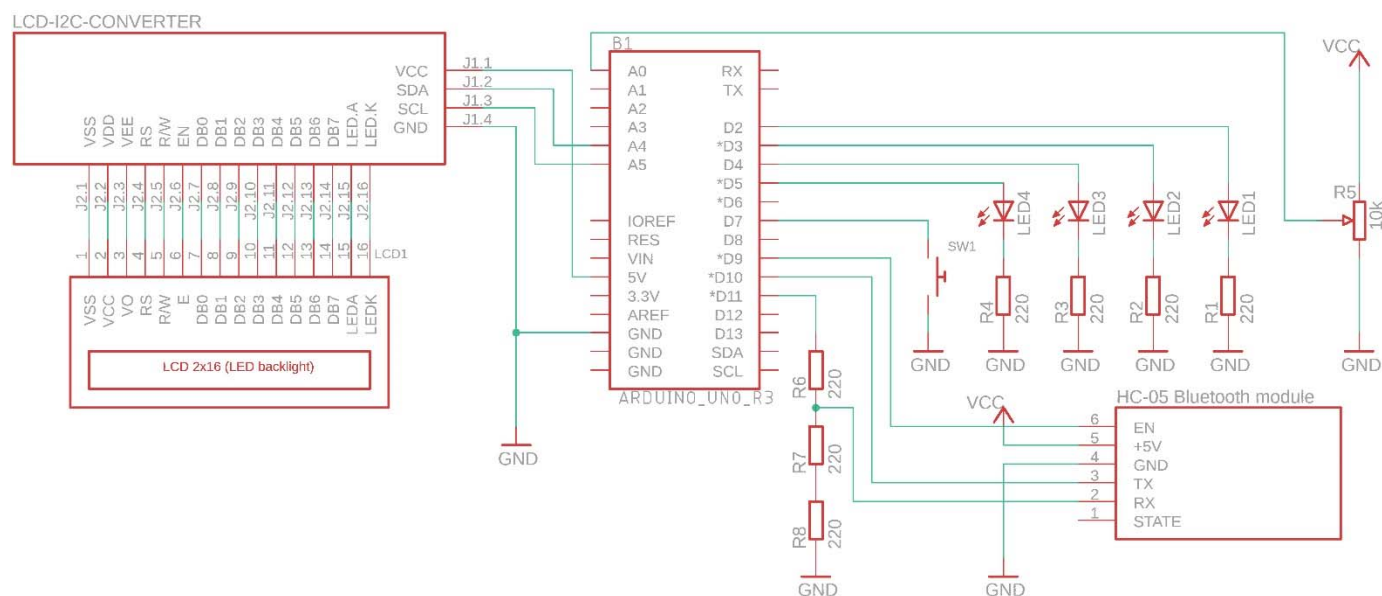 LCD-I2C-CONVERTER
VCC
SDA
SCL
GND
J1.1
J1.2
J1.3
J1.4
VSS
VDD
VEE
RS
R/W
EN
DB0
DB1
DB2
DB3
DB4
DB5
DB6
DB7
LED.A
LED.K
J2.1
J2.2
J2.3
J2.4
J2.5
J2.6
J2.7
J2.8
J2.9
J2.10
J2.11
J2.12
J2.13
J2.14
J2.15
J2.16
1
2
3
4
5
6
7
8
9
10
11
12
13
14
15
16
LCD1
VSS
VCC
VO
RS
R/W
E
DB0
DB1
DB2
DB3
DB4
DB5
DB6
DB7
LEDA
LEDK
LCD 2x16 (LED backlight)
GND
B1
A0
A1
A2
A3
A4
A5
IOREF
RES
VIN
5V
3.3V
AREF
GND
GND
GND
RX
TX
D2
*D3
D4
*D5
*D6
D7
D8
*D9
*D10
*D11
D12
D13
SDA
SCL
ARDUINO_UNO_R3
SW1
GND
LED4
R4
220
GND
LED3
R3
220
GND
LED2
R2
220
GND
LED1
R1
220
GND
VCC
R5
10k
GND
R6
220
R7
220
R8
220
GND
VCC
GND
HC-05 Bluetooth module
6 EN
5 +5V
4 GND
3 TX
2 RX
1 STATE